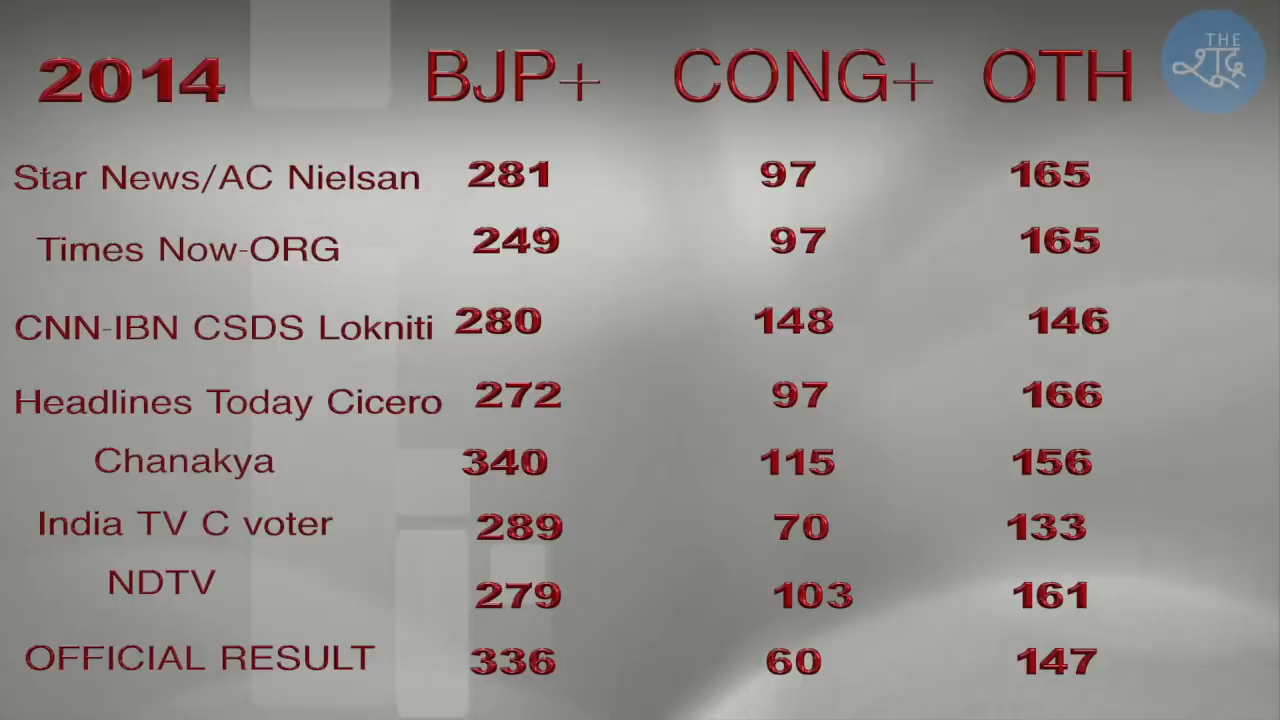 2014 BJP+ CONG+ OTH
THE
शब्द
Star News/AC Nielsan 281 97 165
Times Now-ORG 249 97 165
CNN-IBN CSDS Lokniti 280 148 146
Headlines Today Cicero 272 97 166
Chanakya 340 115 156
India TV C voter 289 70 133
NDTV 279 103 161
OFFICIAL RESULT 336 60 147